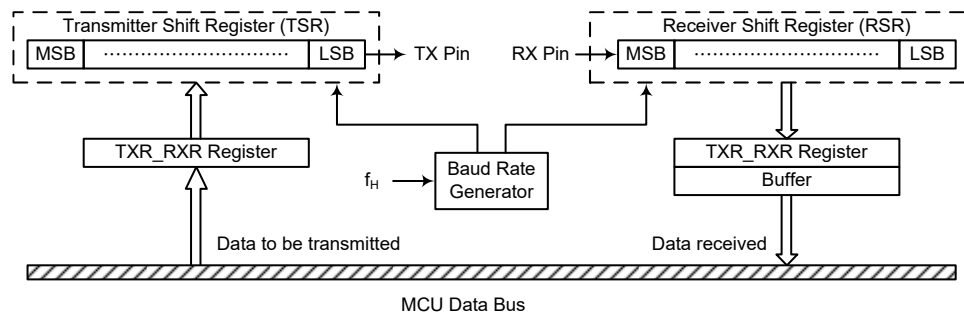 Transmitter Shift Register (TSR)
MSB ……………………… LSB
TX Pin
RX Pin
Receiver Shift Register (RSR)
MSB ……………………… LSB
TXR_RXR Register
fH
Baud Rate
Generator
TXR_RXR Register
Buffer
Data to be transmitted
Data received
MCU Data Bus